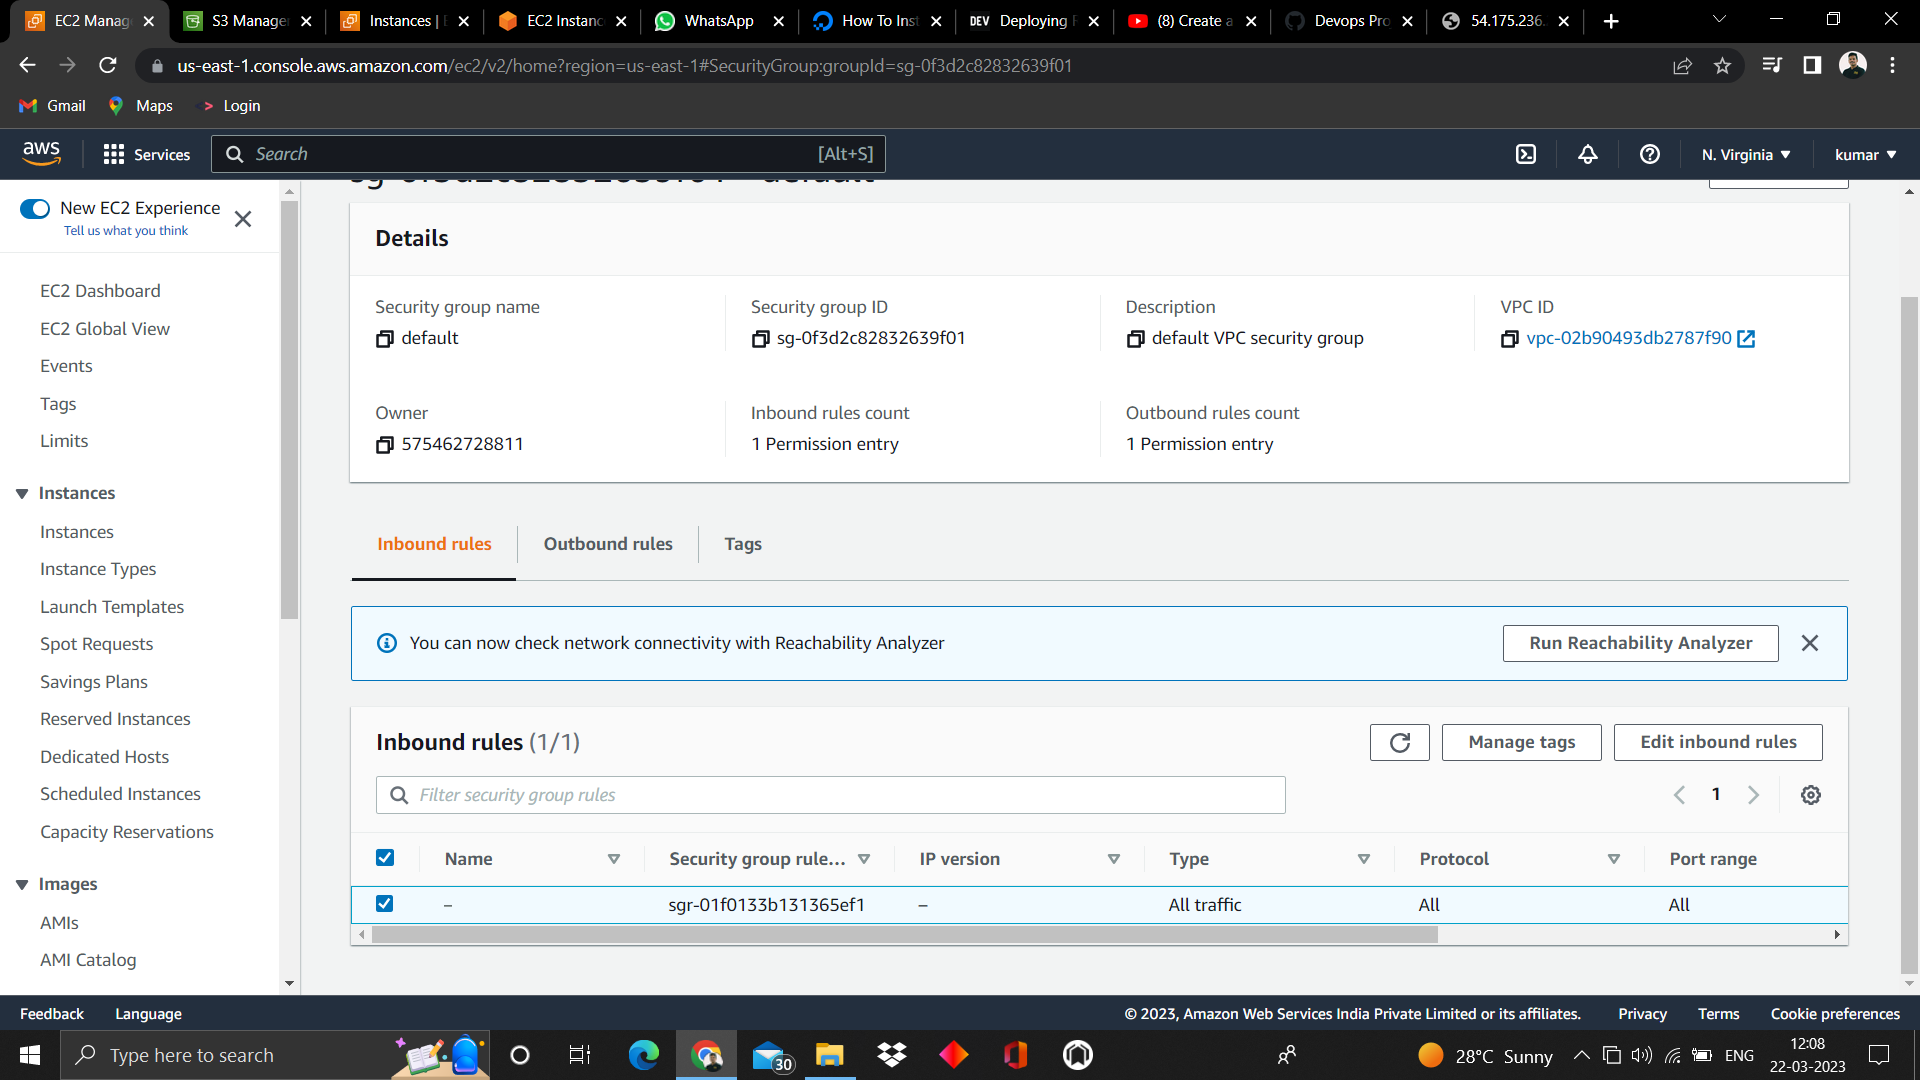 EC2 Manag
S3 Manage
Instances | E
EC2 Instanc
WhatsApp
How To Inst
DEV Deploying F
(8) Create a
Devops Pro
54.175.236.
us-east-1.console.aws.amazon.com/ec2/v2/home?region=us-east-1#SecurityGroup:groupId=sg-0f3d2c82832639f01
Gmail
Maps
Login
aws
Services
Search
[Alt+S]
N. Virginia
kumar
New EC2 Experience
Tell us what you think
EC2 Dashboard
EC2 Global View
Events
Tags
Limits
Instances
Instances
Instance Types
Launch Templates
Spot Requests
Savings Plans
Reserved Instances
Dedicated Hosts
Scheduled Instances
Capacity Reservations
Images
AMIs
AMI Catalog
sg-0f3d2c82832639f01 - default
Details
Security group name
default
Security group ID
sg-0f3d2c82832639f01
Description
default VPC security group
VPC ID
vpc-02b90493db2787f90
Owner
575462728811
Inbound rules count
1 Permission entry
Outbound rules count
1 Permission entry
Inbound rules
Outbound rules
Tags
You can now check network connectivity with Reachability Analyzer
Run Reachability Analyzer
Inbound rules (1/1)
Manage tags
Edit inbound rules
Filter security group rules
1
Name
Security group rule...
IP version
Type
Protocol
Port range
–
sgr-01f0133b131365ef1
–
All traffic
All
All
Feedback
Language
© 2023, Amazon Web Services India Private Limited or its affiliates.
Privacy
Terms
Cookie preferences
Type here to search
30
28°C Sunny
ENG
12:08
22-03-2023